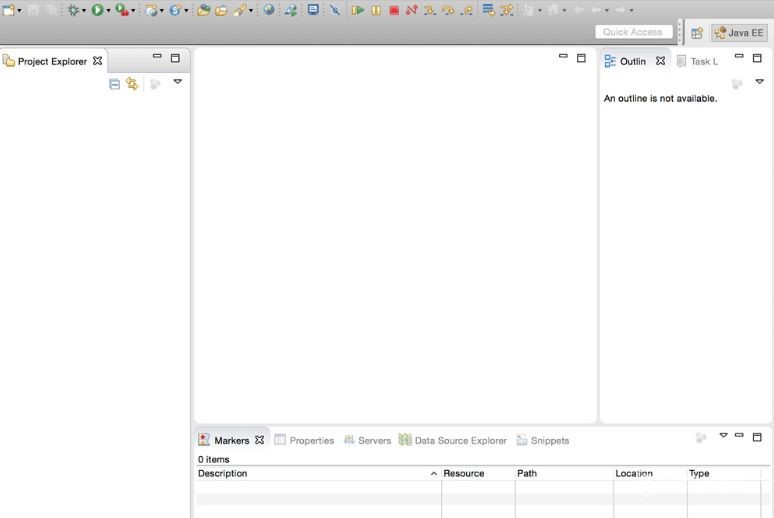 Quick Access
Java EE
Project Explorer
Outlin
Task L
An outline is not available.
Markers
Properties
Servers
Data Source Explorer
Snippets
0 items
Description
Resource
Path
Location
Type